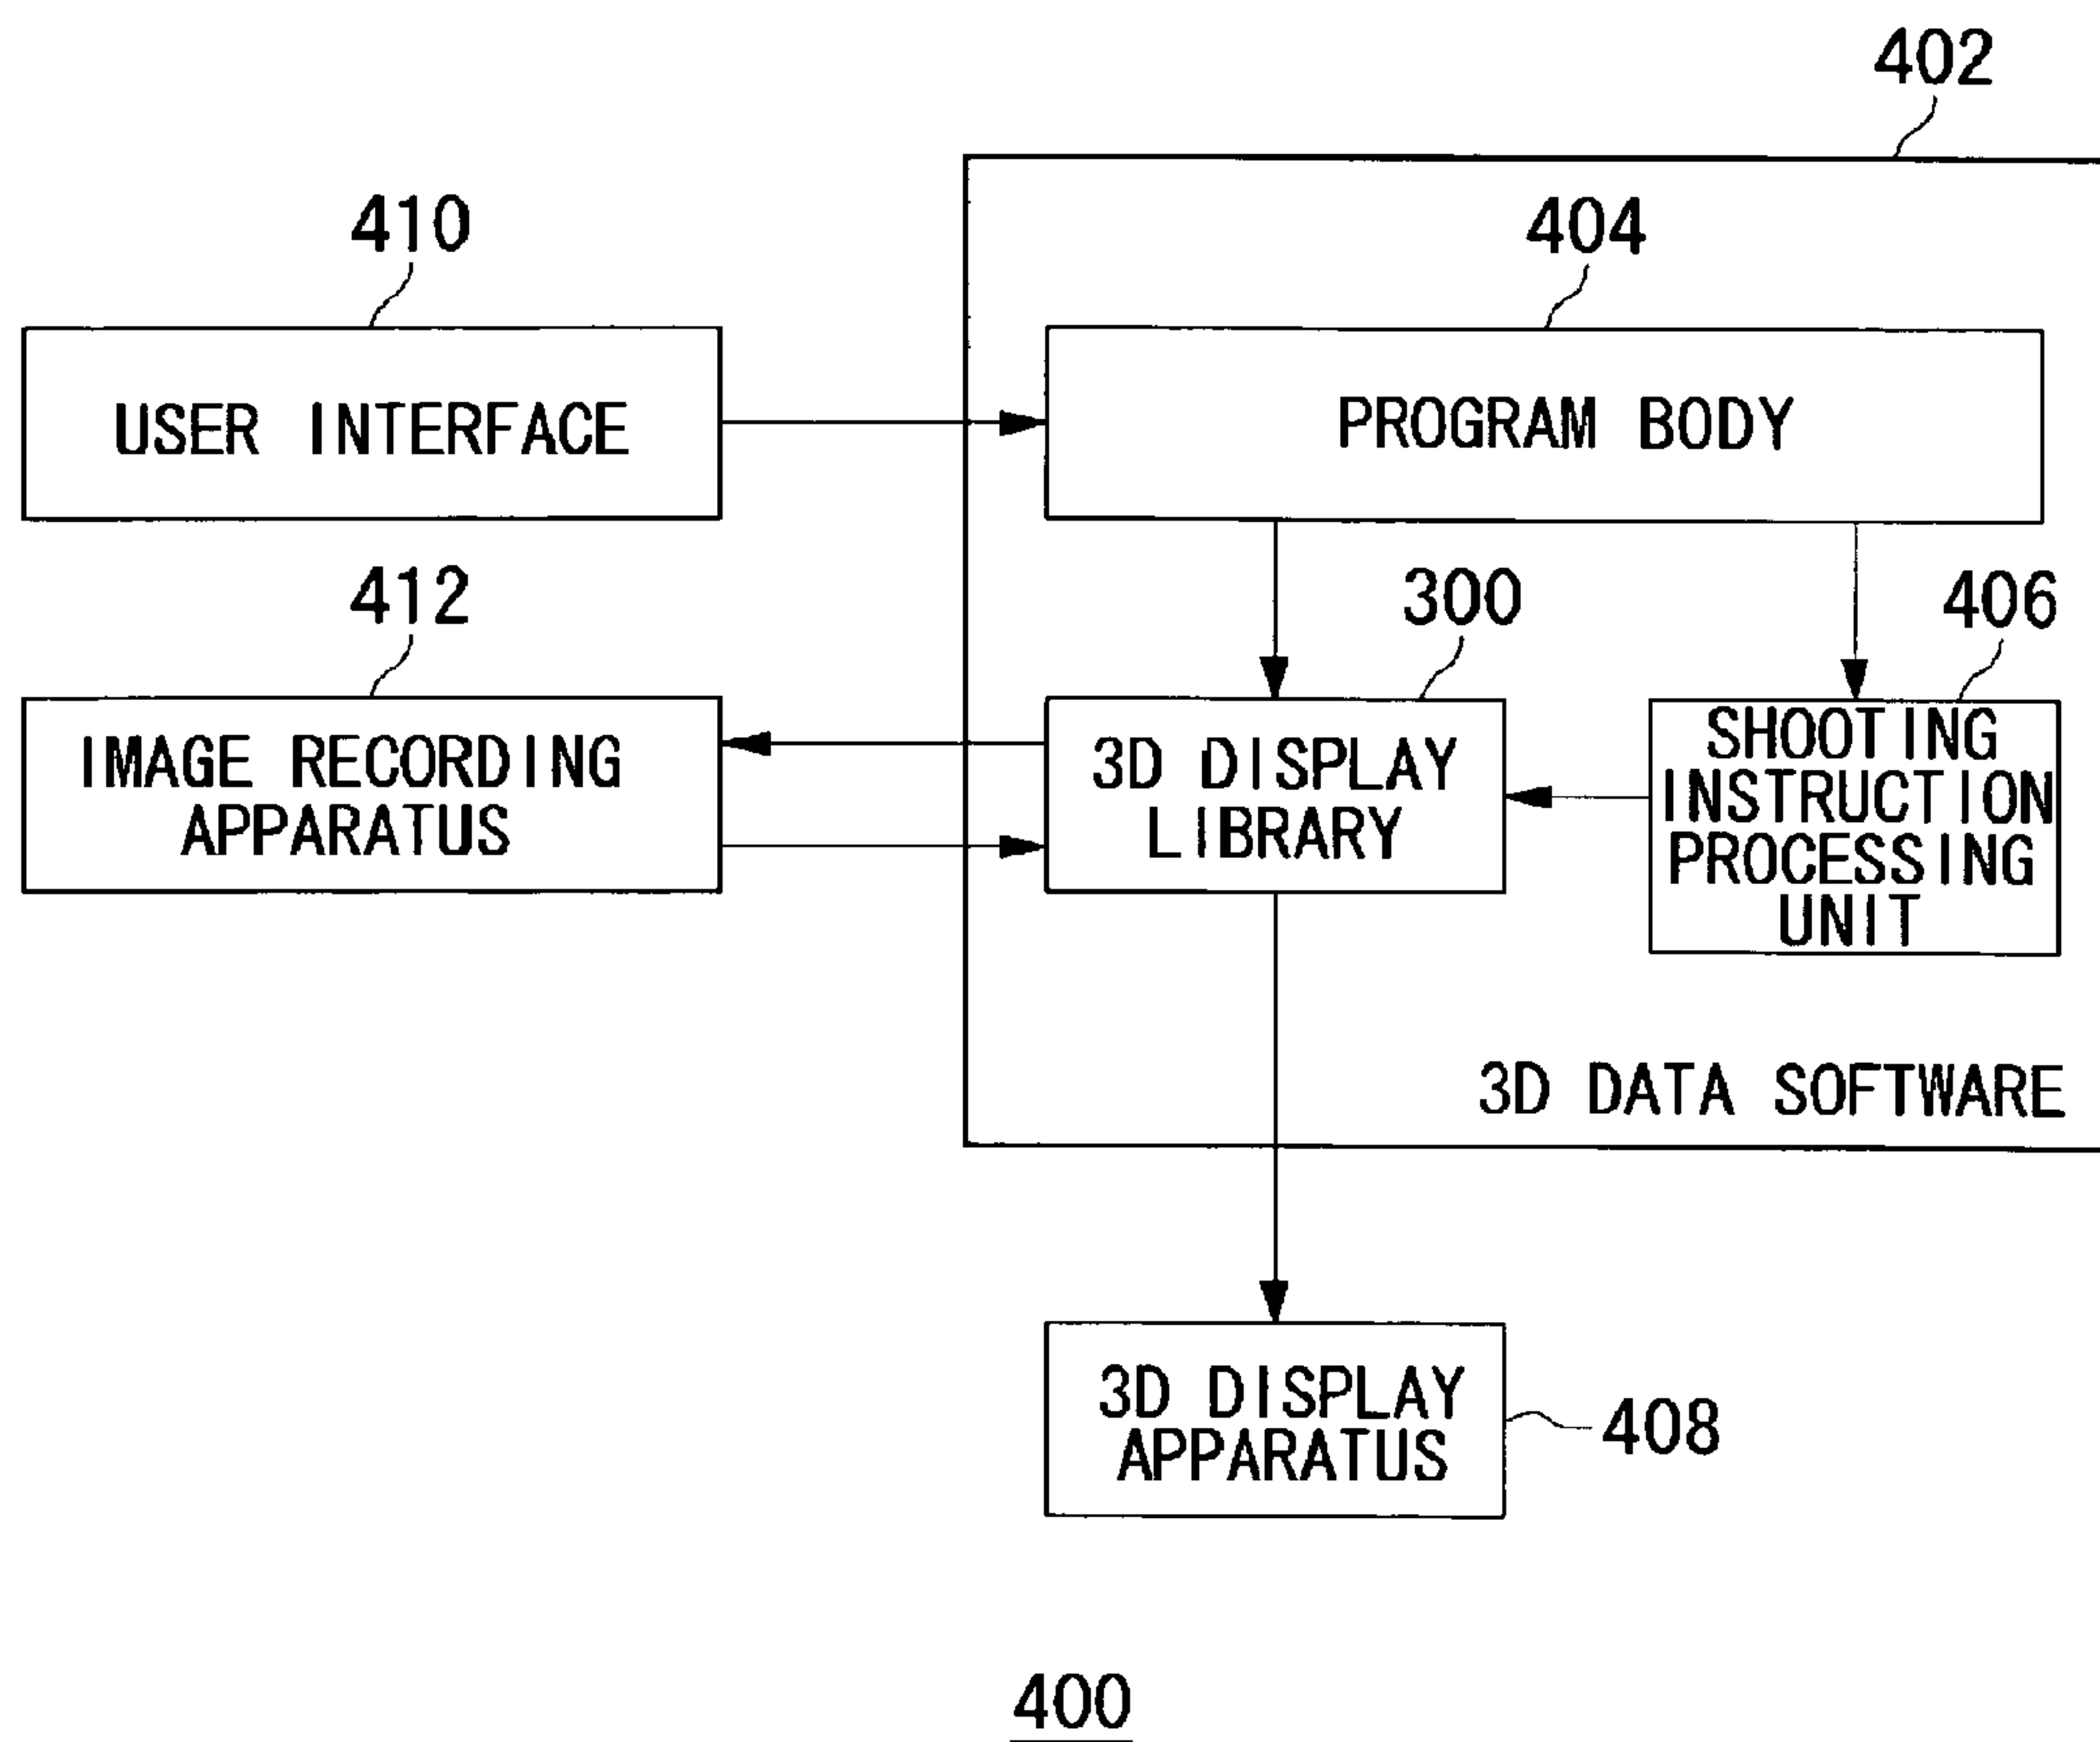 402
410
404
USER INTERFACE
PROGRAM BODY
412
300
406
IMAGE RECORDING
APPARATUS
3D DISPLAY
LIBRARY
SHOOTING
INSTRUCTION
PROCESSING
UNIT
3D DATA SOFTWARE
3D DISPLAY
APPARATUS
408
400